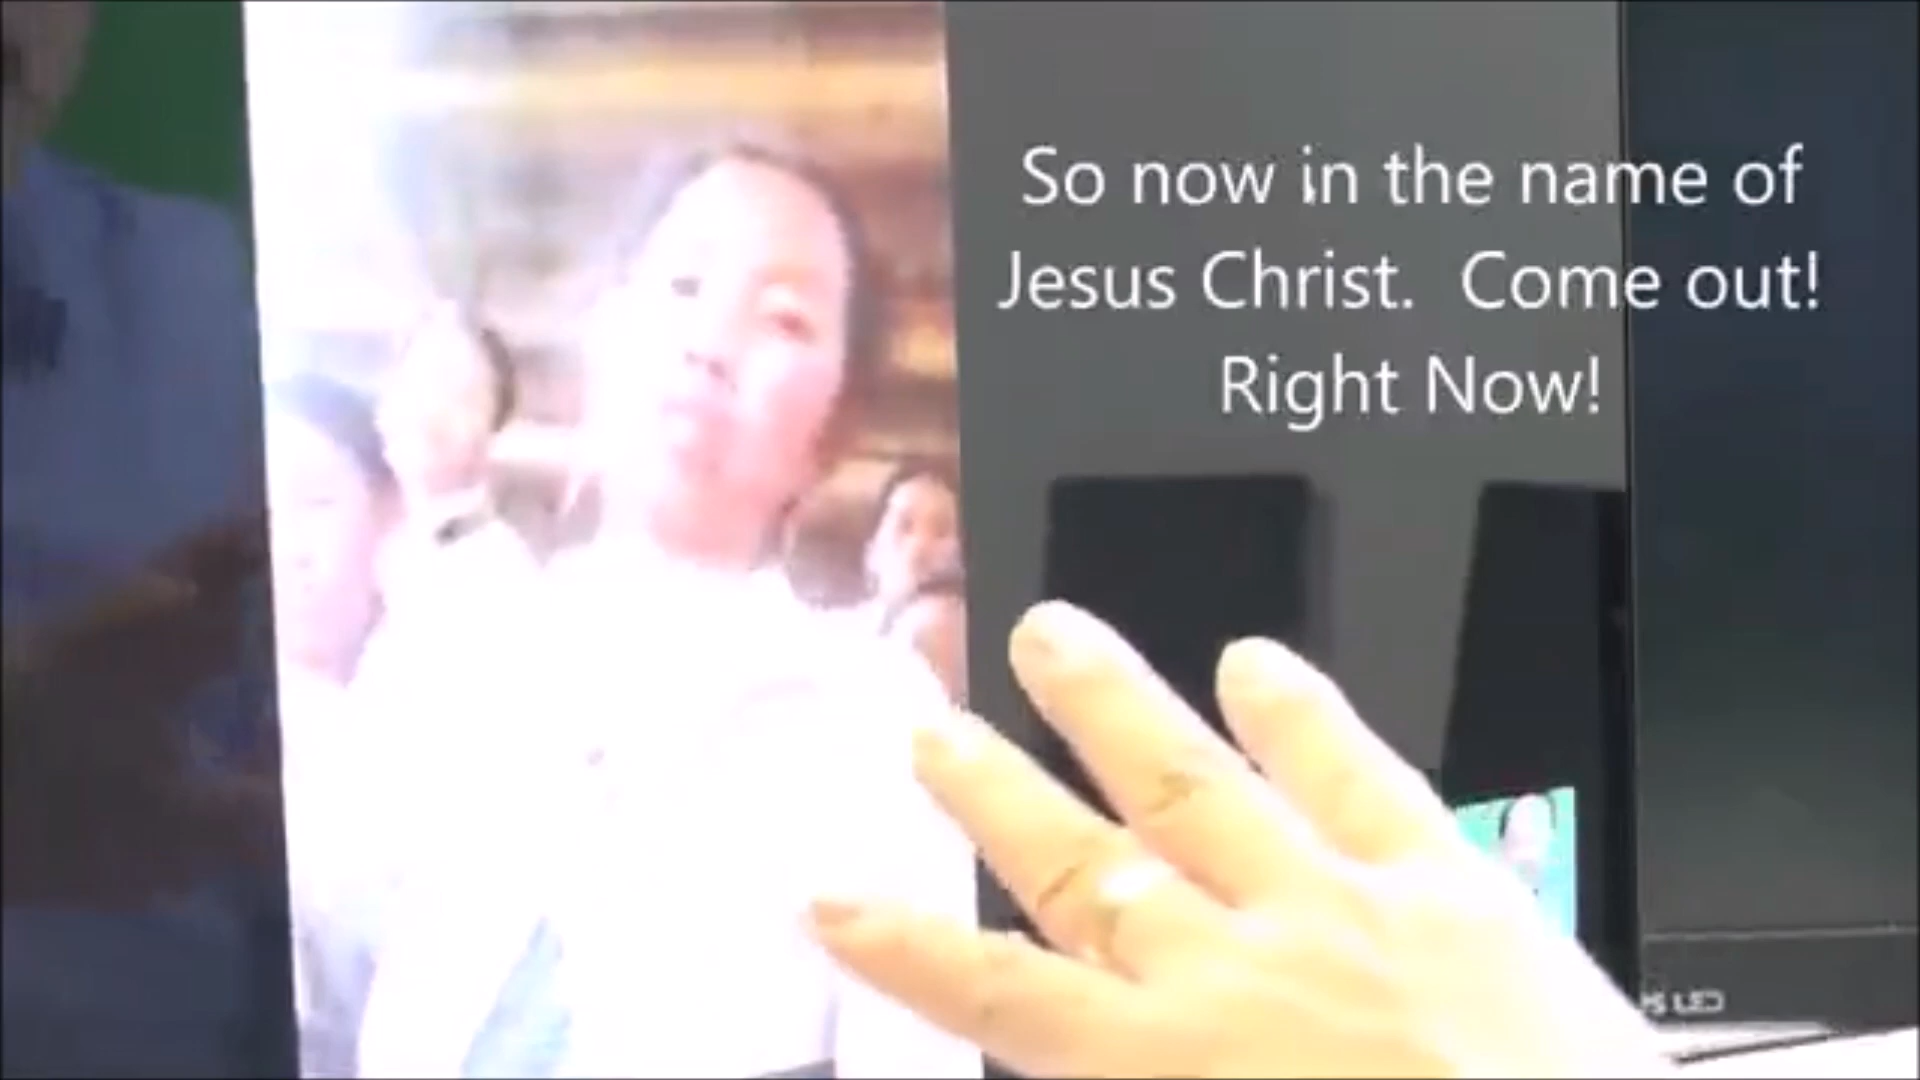 So now in the name of
Jesus Christ.  Come out!
Right Now!